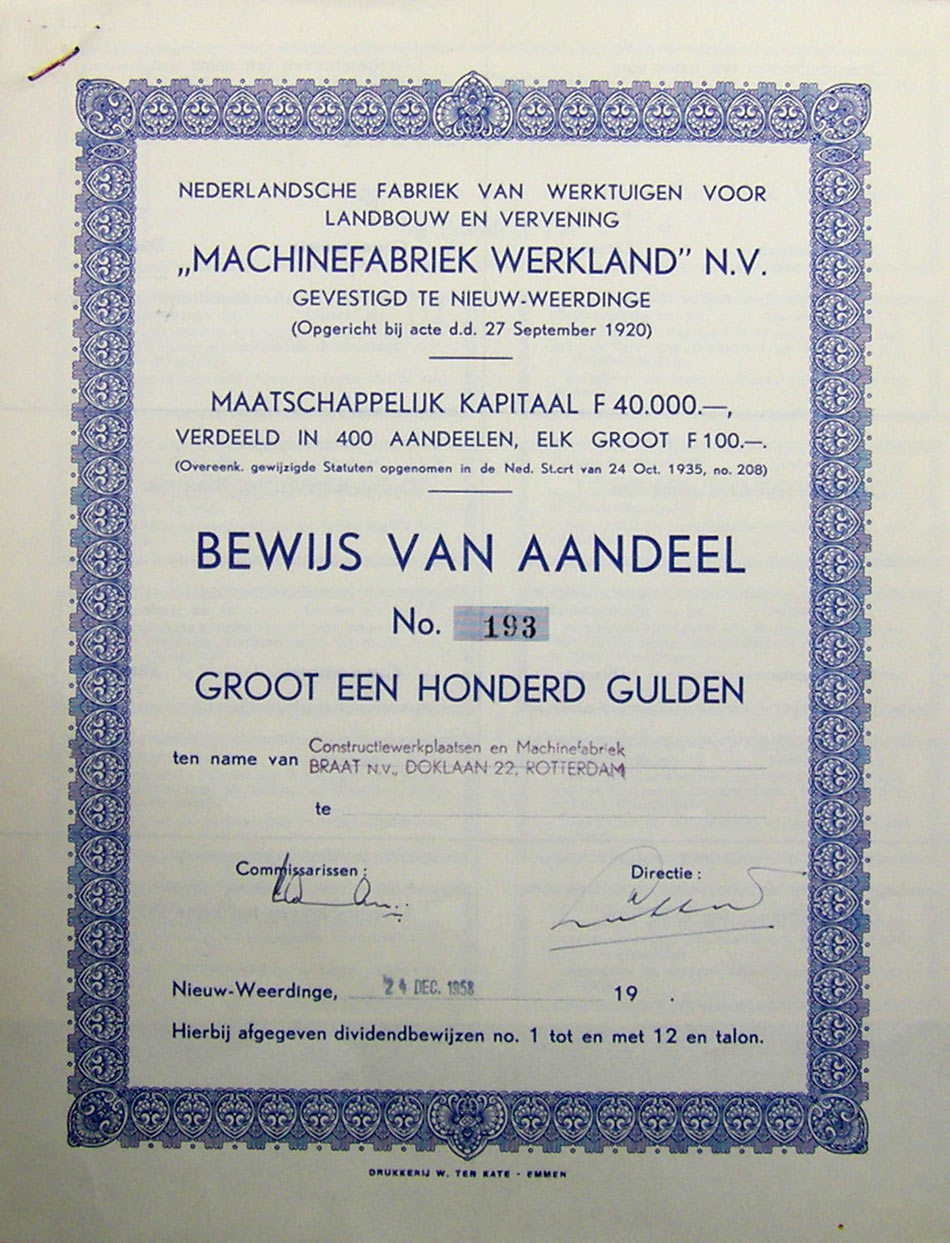 NEDERLANDSCHE FABRIEK VAN WERKTUIGEN VOOR
LANDBOUW EN VERVENING
„MACHINEFABRIEK WERKLAND” N.V.
GEVESTIGD TE NIEUW-WEERDINGE
(Opgericht bij acte d.d. 27 September 1920)
MAATSCHAPPELIJK KAPITAAL F 40.000.—,
VERDEELD IN 400 AANDEELEN, ELK GROOT F 100.—.
(Overeenk. gewijzigde Statuten opgenomen in de Ned. St.crt van 24 Oct. 1935, no. 208)
BEWIJS VAN AANDEEL
No. 193
GROOT EEN HONDERD GULDEN
ten name van Constructiewerkplaatsen en Machinefabriek
BRAAT N.V., DOKLAAN 22, ROTTERDAM
te
Commissarissen: Directie:
Nieuw-Weerdinge, 24 DEC. 1958 19 .
Hierbij afgegeven dividendbewijzen no. 1 tot en met 12 en talon.
DRUKKERIJ W. TEN KATE - EMMEN